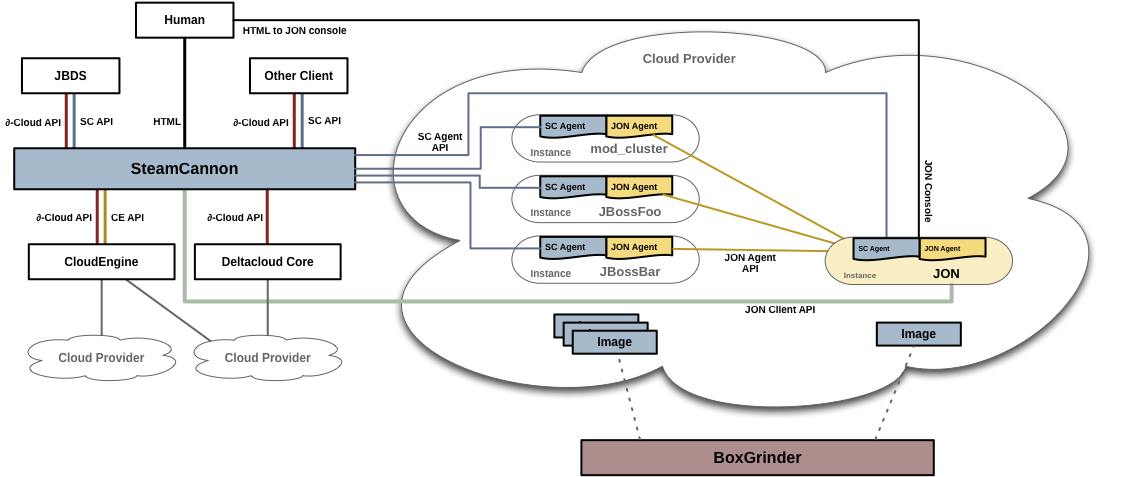 Human
HTML to JON console
Cloud Provider
JBDS
Other Client
∂-Cloud API
SC API
HTML
∂-Cloud API
SC API
SteamCannon
SC Agent
API
SC Agent
JON Agent
Instance
mod_cluster
SC Agent
JON Agent
Instance
JBossFoo
SC Agent
JON Agent
Instance
JBossBar
JON Agent
API
JON Console
SC Agent
JON Agent
Instance
JON
∂-Cloud API
CE API
∂-Cloud API
CloudEngine
Deltacloud Core
JON Client API
Image
Image
Cloud Provider
Cloud Provider
BoxGrinder